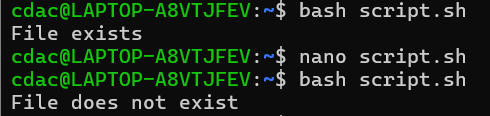 cdac@LAPTOP-A8VTJFEV:~$ bash script.sh
File exists
cdac@LAPTOP-A8VTJFEV:~$ nano script.sh
cdac@LAPTOP-A8VTJFEV:~$ bash script.sh
File does not exist